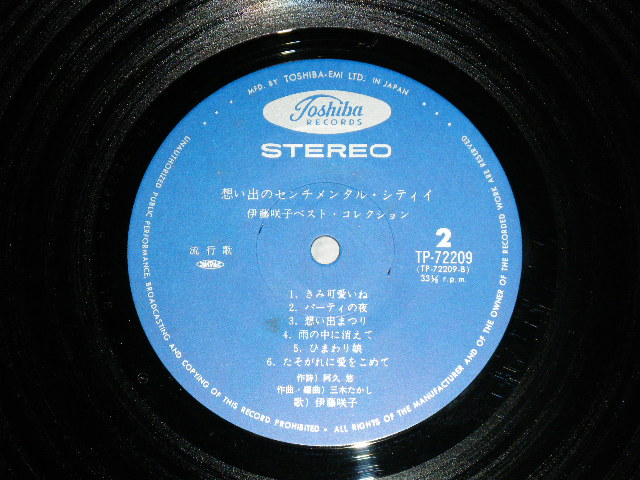 MFD. BY TOSHIBA-EMI LTD. IN JAPAN
Toshiba
RECORDS
STEREO
想い出のセンチメンタル・シティイ
伊藤咲子ベスト・コレクション
流行歌
2
TP-72209
(TP-72209-B)
33⅓ r.p.m.
1. きみ可愛いね
2. パーティの夜
3. 想い出まつり
4. 雨の中に消えて
5. ひまわり娘
6. たそがれに愛をこめて
作詩) 阿久 悠
作曲・編曲) 三木たかし
歌) 伊藤咲子
UNAUTHORIZED PUBLIC PERFORMANCE, BROADCASTING AND COPYING OF THIS RECORD PROHIBITED • ALL RIGHTS OF THE MANUFACTURER AND OF THE OWNER OF THE RECORDED WORK ARE RESERVED